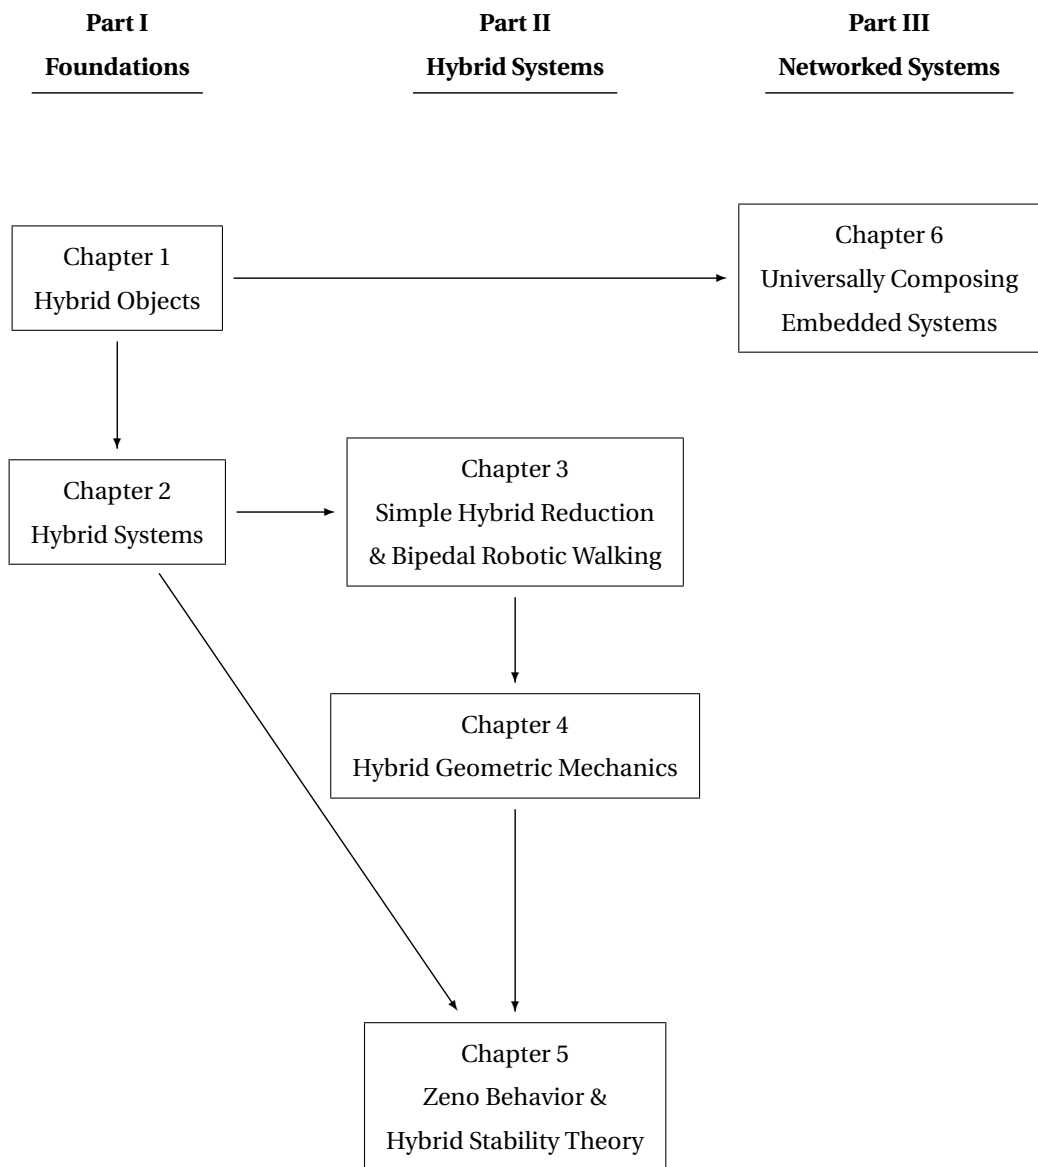 Part I
Foundations
Part II
Hybrid Systems
Part III
Networked Systems
Chapter 1
Hybrid Objects
Chapter 6
Universally Composing
Embedded Systems
Chapter 2
Hybrid Systems
Chapter 3
Simple Hybrid Reduction
& Bipedal Robotic Walking
Chapter 4
Hybrid Geometric Mechanics
Chapter 5
Zeno Behavior &
Hybrid Stability Theory